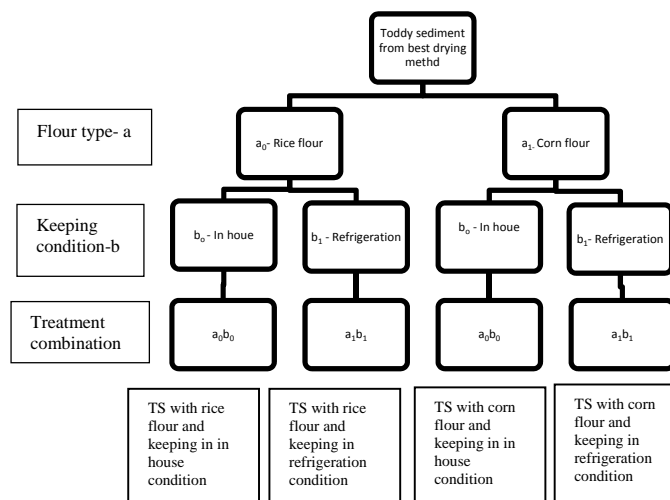 Toddy sediment
from best drying
methd
Flour type- a
a₀- Rice flour
a₁- Corn flour
Keeping
condition-b
b₀ - In houe
b₁ - Refrigeration
b₀ - In houe
b₁- Refrigeration
Treatment
combination
a₀b₀
a₁b₁
a₀b₀
a₁b₁
TS with rice
flour and
keeping in in
house
condition
TS with rice
flour and
keeping in
refrigeration
condition
TS with corn
flour and
keeping in in
house
condition
TS with corn
flour and
keeping in
refrigeration
condition